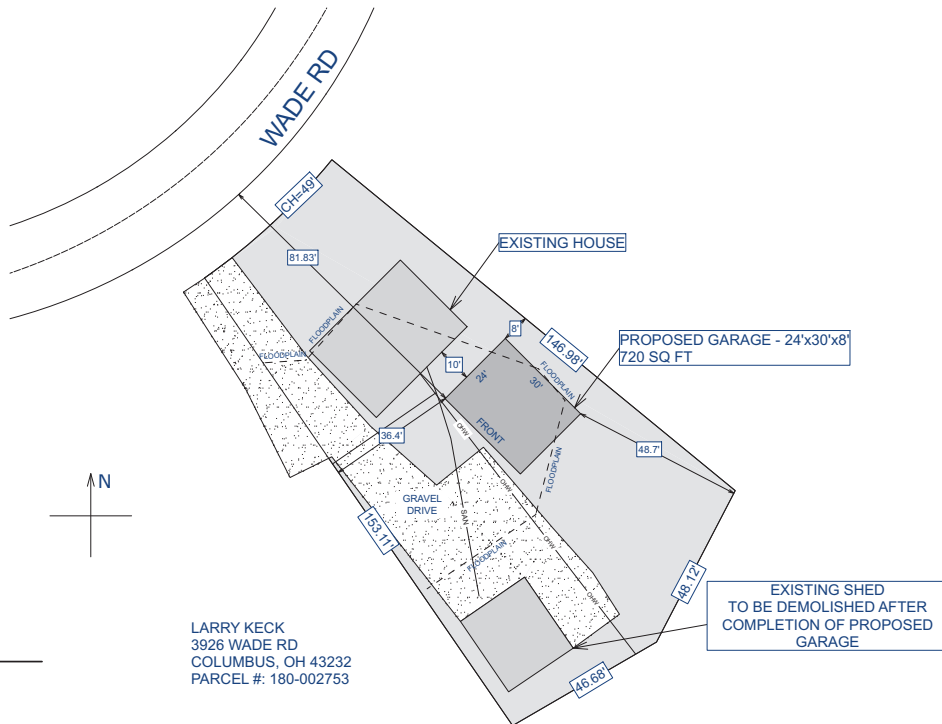 WADE RD
CH=49'
81.83'
EXISTING HOUSE
FLOODPLAIN
FLOODPLAIN
8'
146.98'
PROPOSED GARAGE - 24'x30'x8'
720 SQ FT
10'
24'
30'
FLOODPLAIN
FRONT
OHW
36.4'
48.7'
FLOODPLAIN
OHW
N
GRAVEL
DRIVE
SAN
153.11'
OHW
FLOODPLAIN
48.12'
OHW
EXISTING SHED
TO BE DEMOLISHED AFTER
COMPLETION OF PROPOSED
GARAGE
LARRY KECK
3926 WADE RD
COLUMBUS, OH 43232
PARCEL #: 180-002753
46.68'